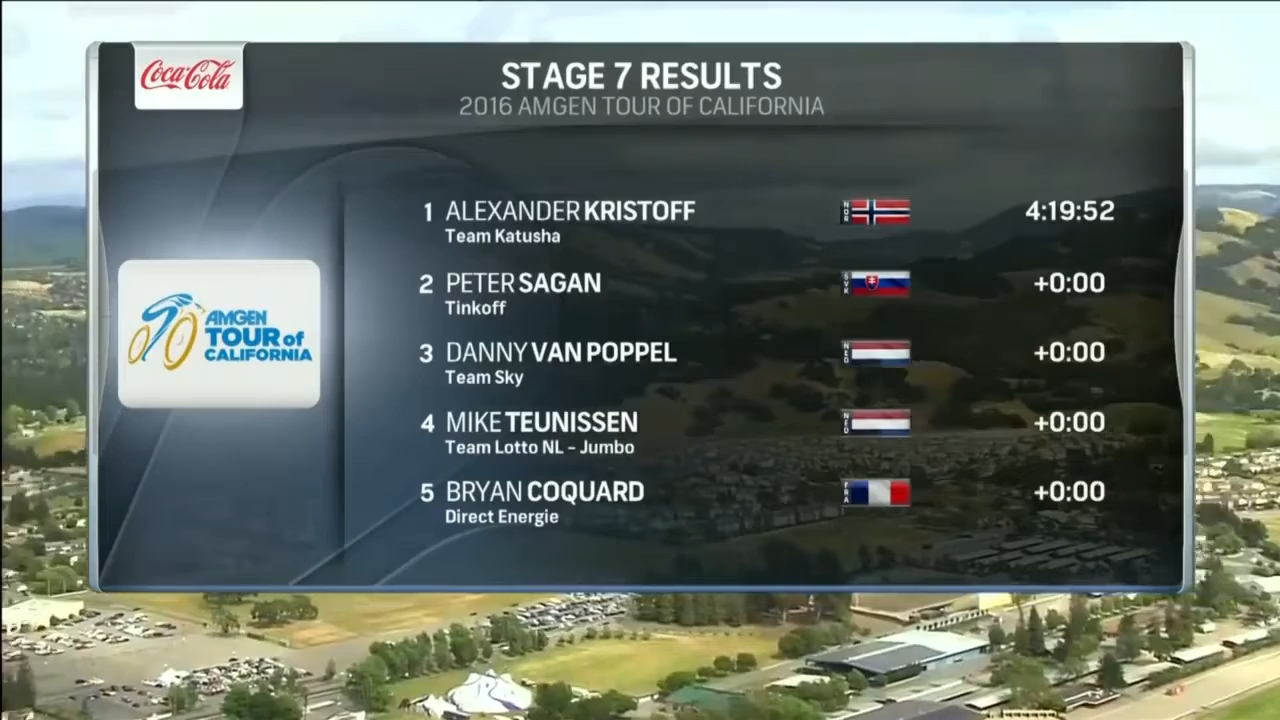 Coca-Cola
STAGE 7 RESULTS
2016 AMGEN TOUR OF CALIFORNIA
AMGEN
TOUR of
CALIFORNIA
1 ALEXANDER KRISTOFF NOR 4:19:52
Team Katusha
2 PETER SAGAN SVK +0:00
Tinkoff
3 DANNY VAN POPPEL NED +0:00
Team Sky
4 MIKE TEUNISSEN NED +0:00
Team Lotto NL - Jumbo
5 BRYAN COQUARD FRA +0:00
Direct Energie